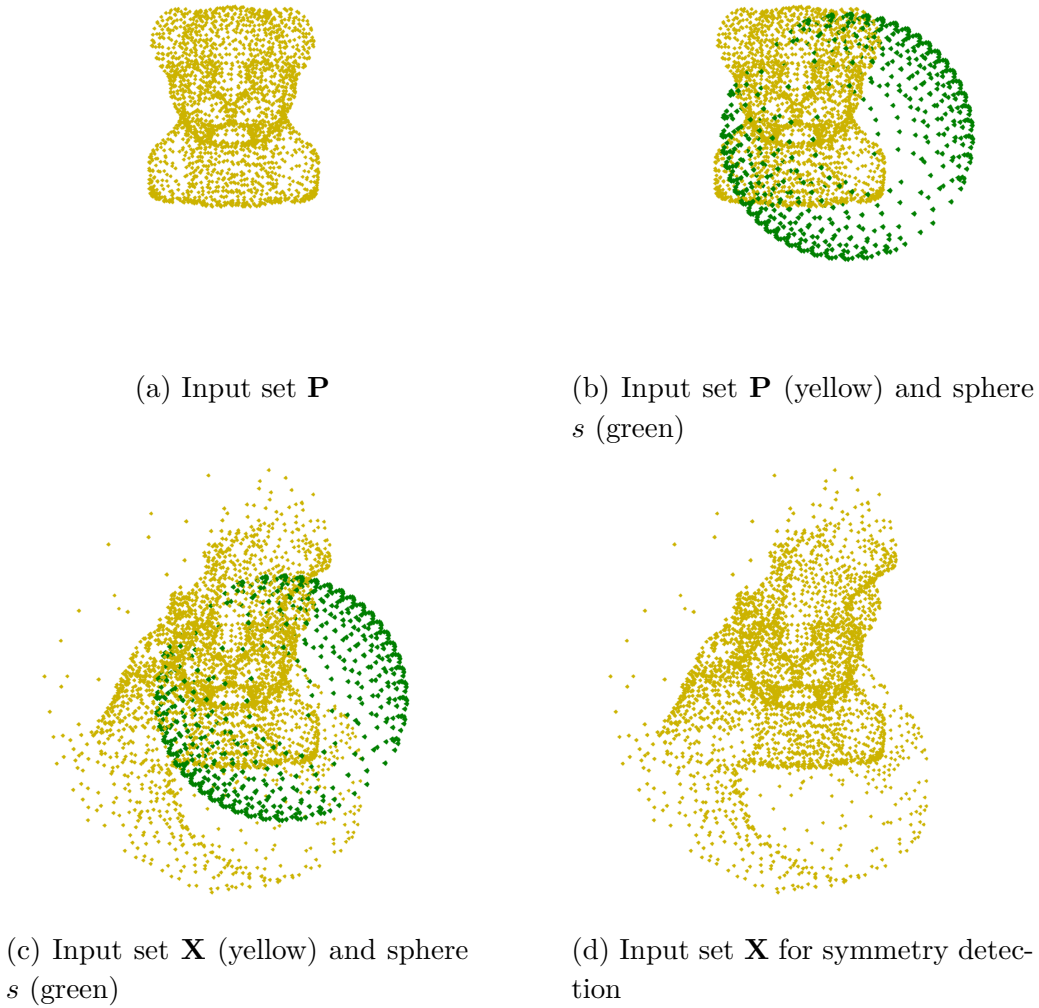 (a) Input set P
(b) Input set P (yellow) and sphere
s (green)
(c) Input set X (yellow) and sphere
s (green)
(d) Input set X for symmetry detec-
tion